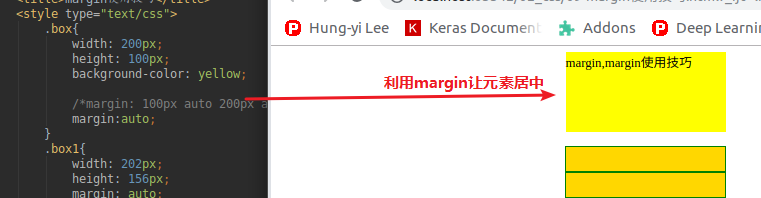 <style type="text/css">
.box{
width: 200px;
height: 100px;
background-color: yellow;
/*margin: 100px auto 200px a
margin:auto;
}
.box1{
width: 202px;
height: 156px;
margin: auto;
利用margin让元素居中
Hung-yi Lee
Keras Document
Addons
Deep Learnin
margin,margin使用技巧